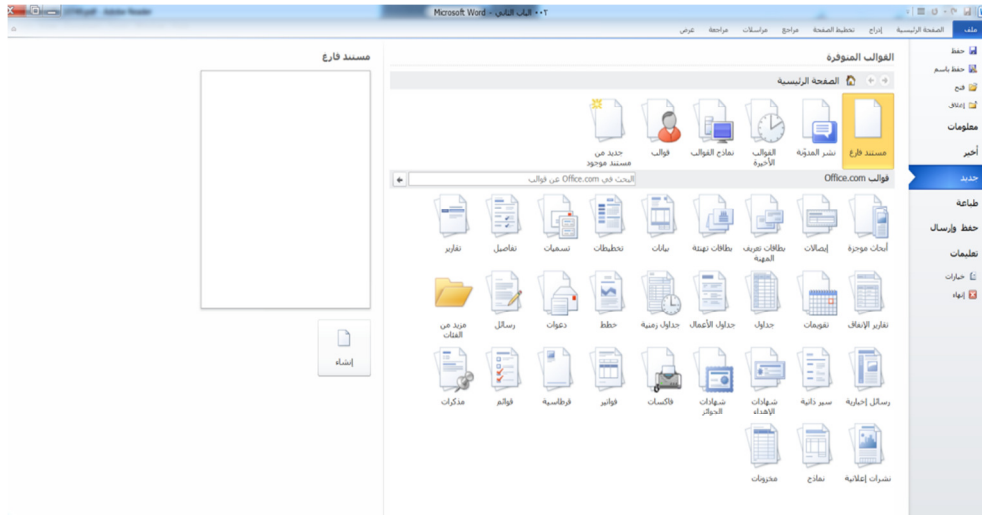 ٠٠٢ الباب الثاني - Microsoft Word
ملف الصفحة الرئيسية إدراج تخطيط الصفحة مراجع مراسلات مراجعة عرض
حفظ
حفظ باسم
فتح
إغلاق
معلومات
أخير
جديد
طباعة
حفظ وإرسال
تعليمات
خيارات
إنهاء
القوالب المتوفرة
الصفحة الرئيسية
مستند فارغ
نشر المدوّنة
القوالب الأخيرة
نماذج القوالب
قوالب
جديد من مستند موجود
قوالب Office.com
البحث في Office.com عن قوالب
أبحاث موجزة
إيصالات
بطاقات تعريف المهنة
بطاقات تهنئة
بيانات
تخطيطات
تسميات
تفاصيل
تقارير
تقارير الإنفاق
تقويمات
جداول
جداول الأعمال
جداول زمنية
خطط
دعوات
رسائل
مزيد من الفئات
رسائل إخبارية
سير ذاتية
شهادات الإهداء
شهادات الجوائز
فاكسات
فواتير
قرطاسية
قوائم
مذكرات
نشرات إعلانية
نماذج
مخزونات
مستند فارغ
إنشاء